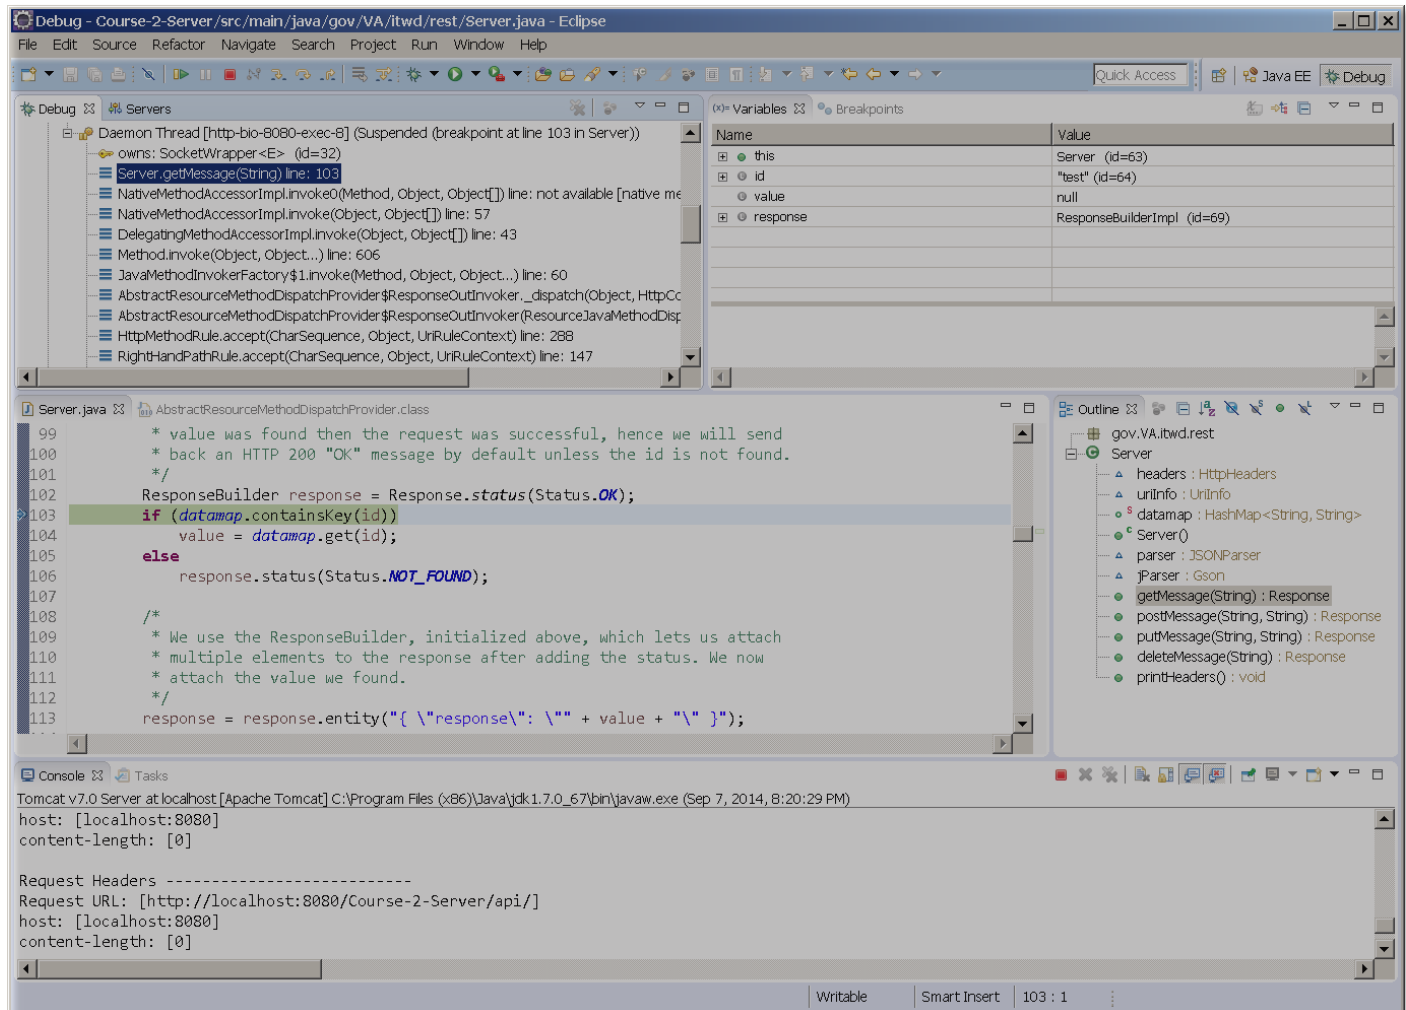 Debug - Course-2-Server/src/main/java/gov/VA/itwd/rest/Server.java - Eclipse
File Edit Source Refactor Navigate Search Project Run Window Help
Quick Access Java EE Debug
Debug Servers
Daemon Thread [http-bio-8080-exec-8] (Suspended (breakpoint at line 103 in Server))
owns: SocketWrapper<E> (id=32)
Server.getMessage(String) line: 103
NativeMethodAccessorImpl.invoke0(Method, Object, Object[]) line: not available [native me
NativeMethodAccessorImpl.invoke(Object, Object[]) line: 57
DelegatingMethodAccessorImpl.invoke(Object, Object[]) line: 43
Method.invoke(Object, Object...) line: 606
JavaMethodInvokerFactory$1.invoke(Method, Object, Object...) line: 60
AbstractResourceMethodDispatchProvider$ResponseOutInvoker._dispatch(Object, HttpCo
AbstractResourceMethodDispatchProvider$ResponseOutInvoker(ResourceJavaMethodDisp
HttpMethodRule.accept(CharSequence, Object, UriRuleContext) line: 288
RightHandPathRule.accept(CharSequence, Object, UriRuleContext) line: 147
(x)= Variables Breakpoints
Name Value
this Server (id=63)
id "test" (id=64)
value null
response ResponseBuilderImpl (id=69)
Server.java AbstractResourceMethodDispatchProvider.class
99 * value was found then the request was successful, hence we will send
100 * back an HTTP 200 "OK" message by default unless the id is not found.
101 */
102 ResponseBuilder response = Response.status(Status.OK);
103 if (datamap.containsKey(id))
104 value = datamap.get(id);
105 else
106 response.status(Status.NOT_FOUND);
107
108 /*
109 * We use the ResponseBuilder, initialized above, which lets us attach
110 * multiple elements to the response after adding the status. We now
111 * attach the value we found.
112 */
113 response = response.entity("{ \"response\": \"" + value + "\" }");
Outline
gov.VA.itwd.rest
Server
headers : HttpHeaders
uriInfo : UriInfo
datamap : HashMap<String, String>
Server()
parser : JSONParser
jParser : Gson
getMessage(String) : Response
postMessage(String, String) : Response
putMessage(String, String) : Response
deleteMessage(String) : Response
printHeaders() : void
Console Tasks
Tomcat v7.0 Server at localhost [Apache Tomcat] C:\Program Files (x86)\Java\jdk1.7.0_67\bin\javaw.exe (Sep 7, 2014, 8:20:29 PM)
host: [localhost:8080]
content-length: [0]
Request Headers ---------------------------
Request URL: [http://localhost:8080/Course-2-Server/api/]
host: [localhost:8080]
content-length: [0]
Writable Smart Insert 103 : 1